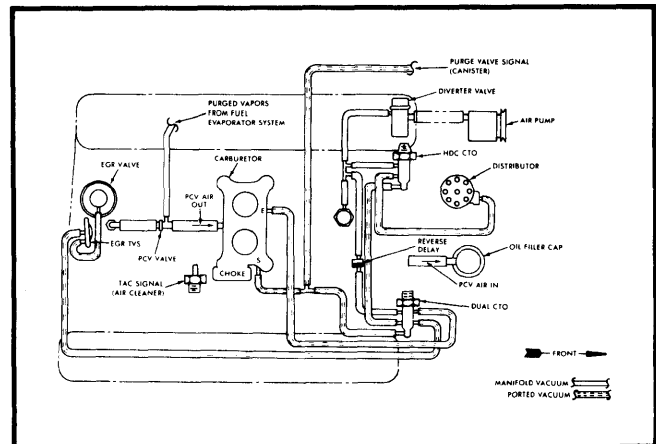 PURGE VALVE SIGNAL
(CANISTER)
DIVERTER VALVE
PURGED VAPORS
FROM FUEL
EVAPORATOR SYSTEM
AIR PUMP
HDC CTO
EGR VALVE
CARBURETOR
DISTRIBUTOR
PCV AIR
OUT
E
EGR TVS
PCV VALVE
S
REVERSE
DELAY
OIL FILLER CAP
CHOKE
TAC SIGNAL
(AIR CLEANER)
PCV AIR IN
DUAL CTO
FRONT
MANIFOLD VACUUM
PORTED VACUUM